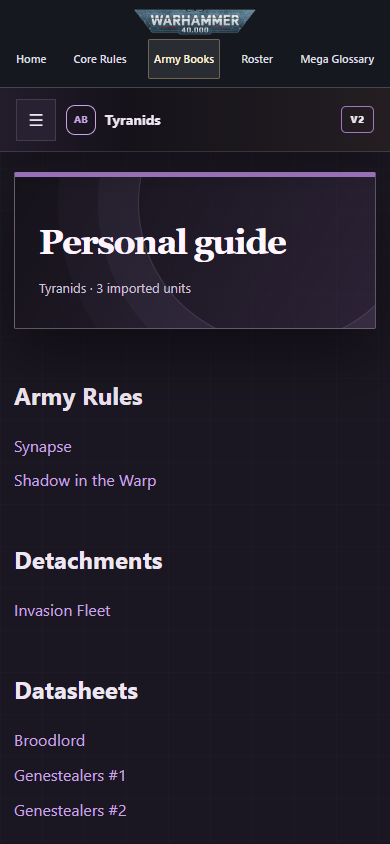 WARHAMMER
40,000
Home Core Rules Army Books Roster Mega Glossary
☰ AB Tyranids V2
Personal guide
Tyranids · 3 imported units
Army Rules
Synapse
Shadow in the Warp
Detachments
Invasion Fleet
Datasheets
Broodlord
Genestealers #1
Genestealers #2